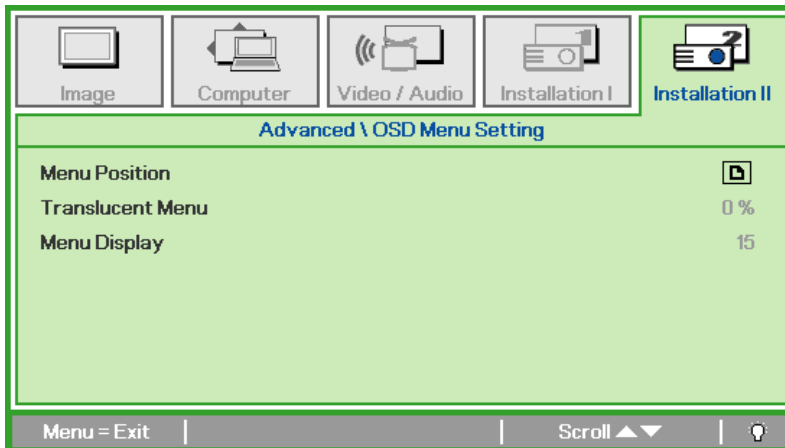 Image
Computer
Video / Audio
Installation I
Installation II
Advanced \ OSD Menu Setting
Menu Position
Translucent Menu 0 %
Menu Display 15
Menu = Exit Scroll ▲▼